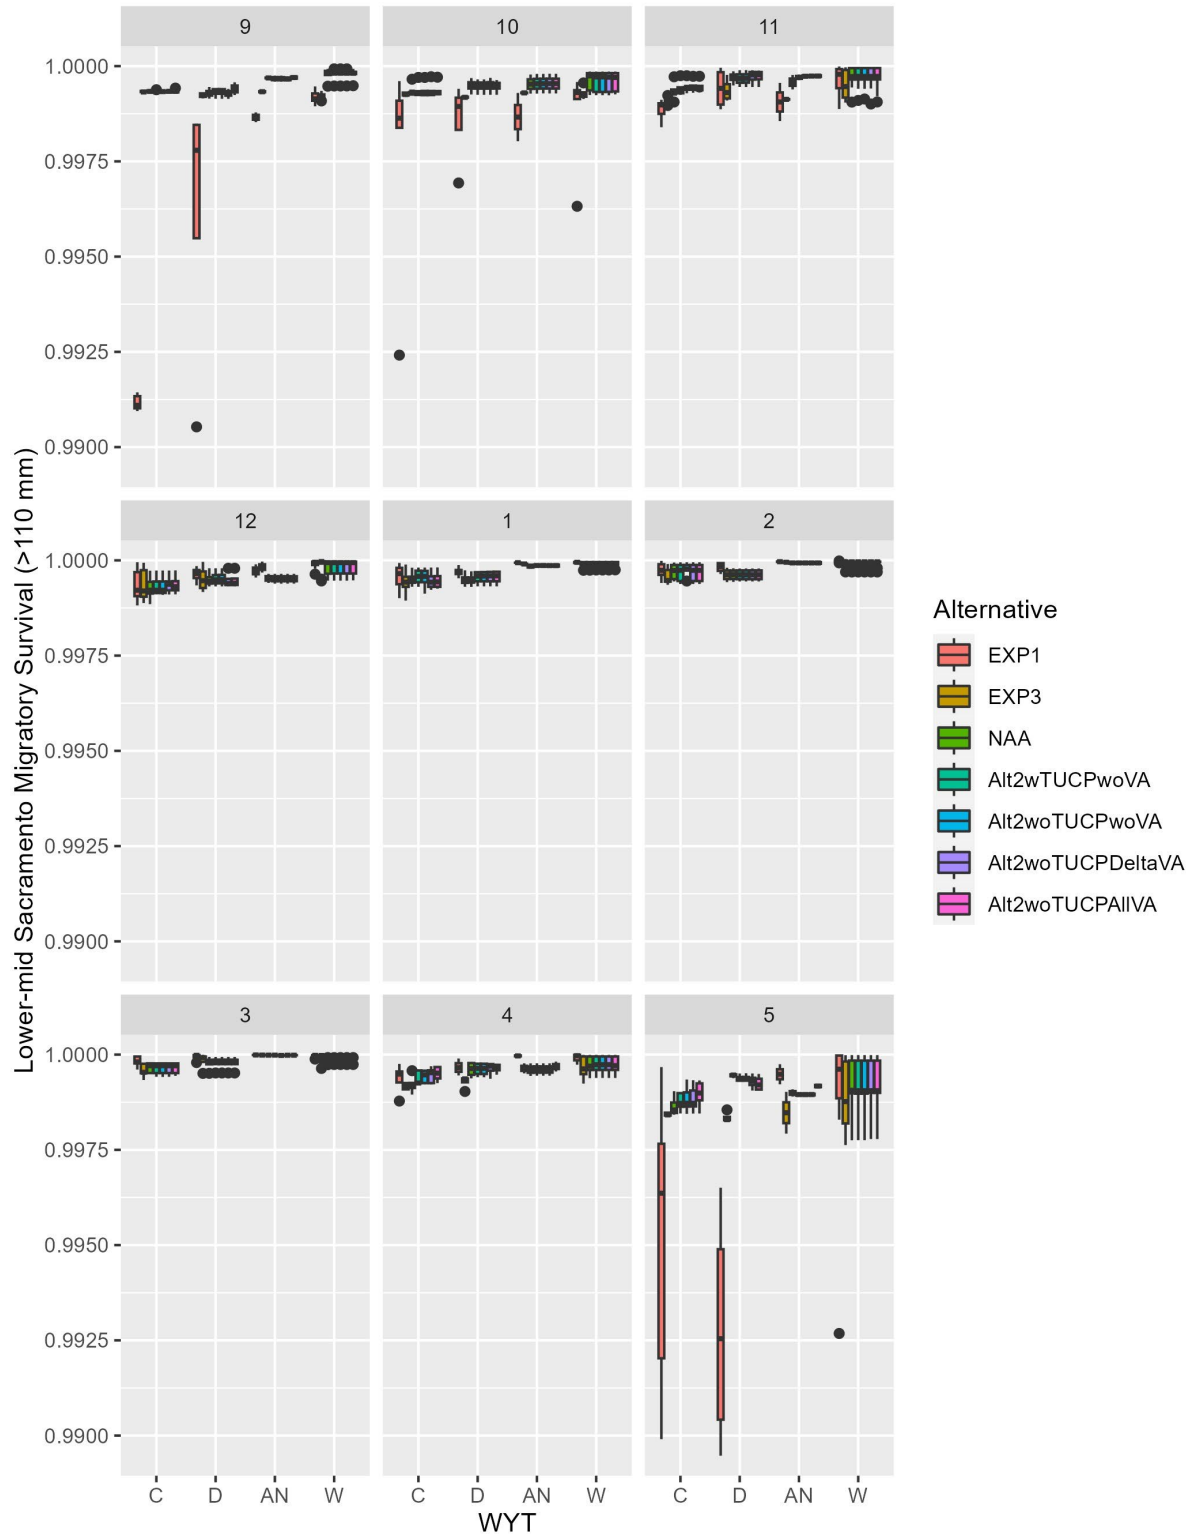 9
10
11
1.0000
0.9975
0.9950
0.9925
0.9900
12
1
2
1.0000
0.9975
0.9950
0.9925
0.9900
3
4
5
1.0000
0.9975
0.9950
0.9925
0.9900
C D AN W
C D AN W
C D AN W
WYT
Lower-mid Sacramento Migratory Survival (>110 mm)
Alternative
EXP1
EXP3
NAA
Alt2wTUCPwoVA
Alt2woTUCPwoVA
Alt2woTUCPDeltaVA
Alt2woTUCPAllVA